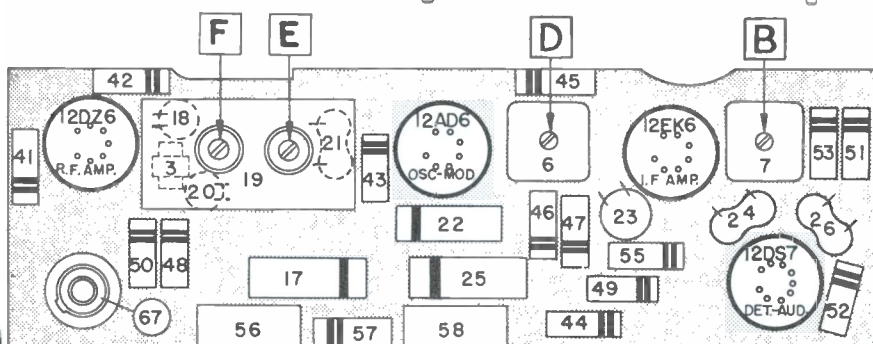 F E D B
42 45
12DZ6 18 12AD6 12EK6
41 R.F. AMP. 3 20 19 21 43 OSC-MOD 6 I.F AMP. 7 53 51
22 46 47 23 24 26
50 48 17 25 55 12DS7
67 49 DET-AUD. 52
56 57 58 44